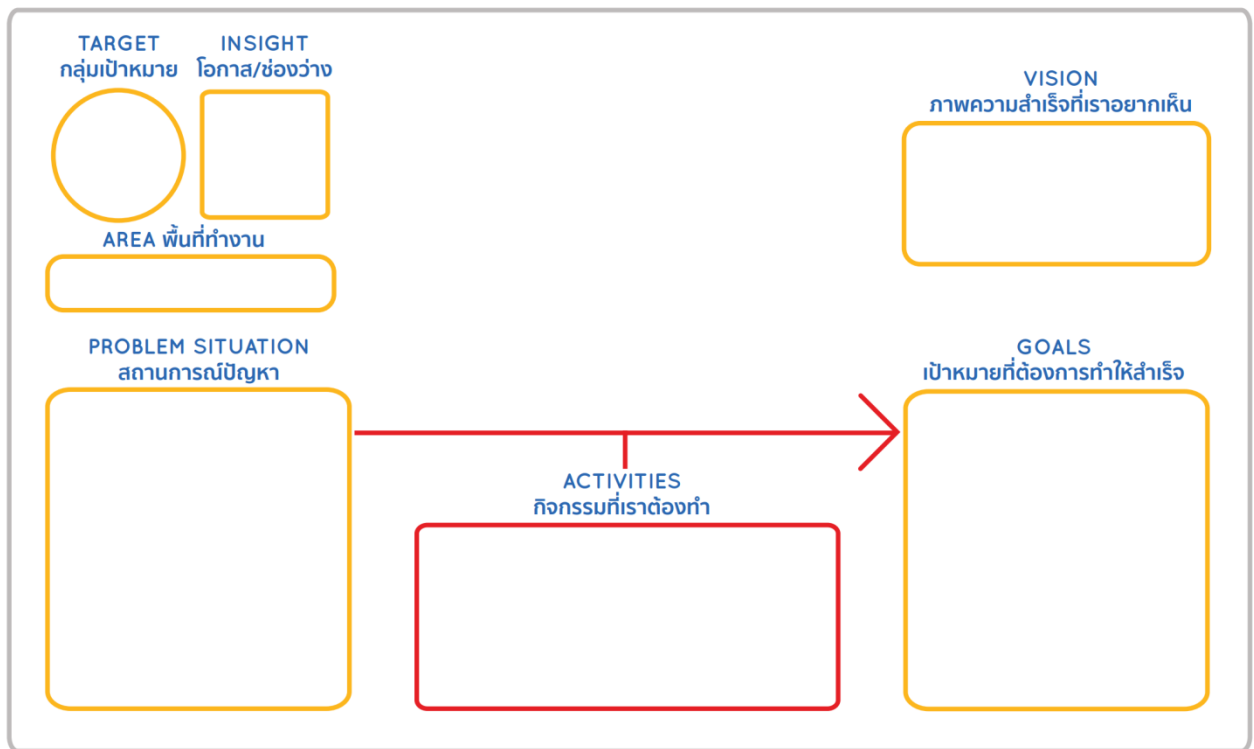 TARGET
กลุ่มเป้าหมาย
INSIGHT
โอกาส/ช่องว่าง
VISION
ภาพความสำเร็จที่เราอยากเห็น
AREA พื้นที่ทำงาน
PROBLEM SITUATION
สถานการณ์ปัญหา
GOALS
เป้าหมายที่ต้องการทำให้สำเร็จ
ACTIVITIES
กิจกรรมที่เราต้องทำ